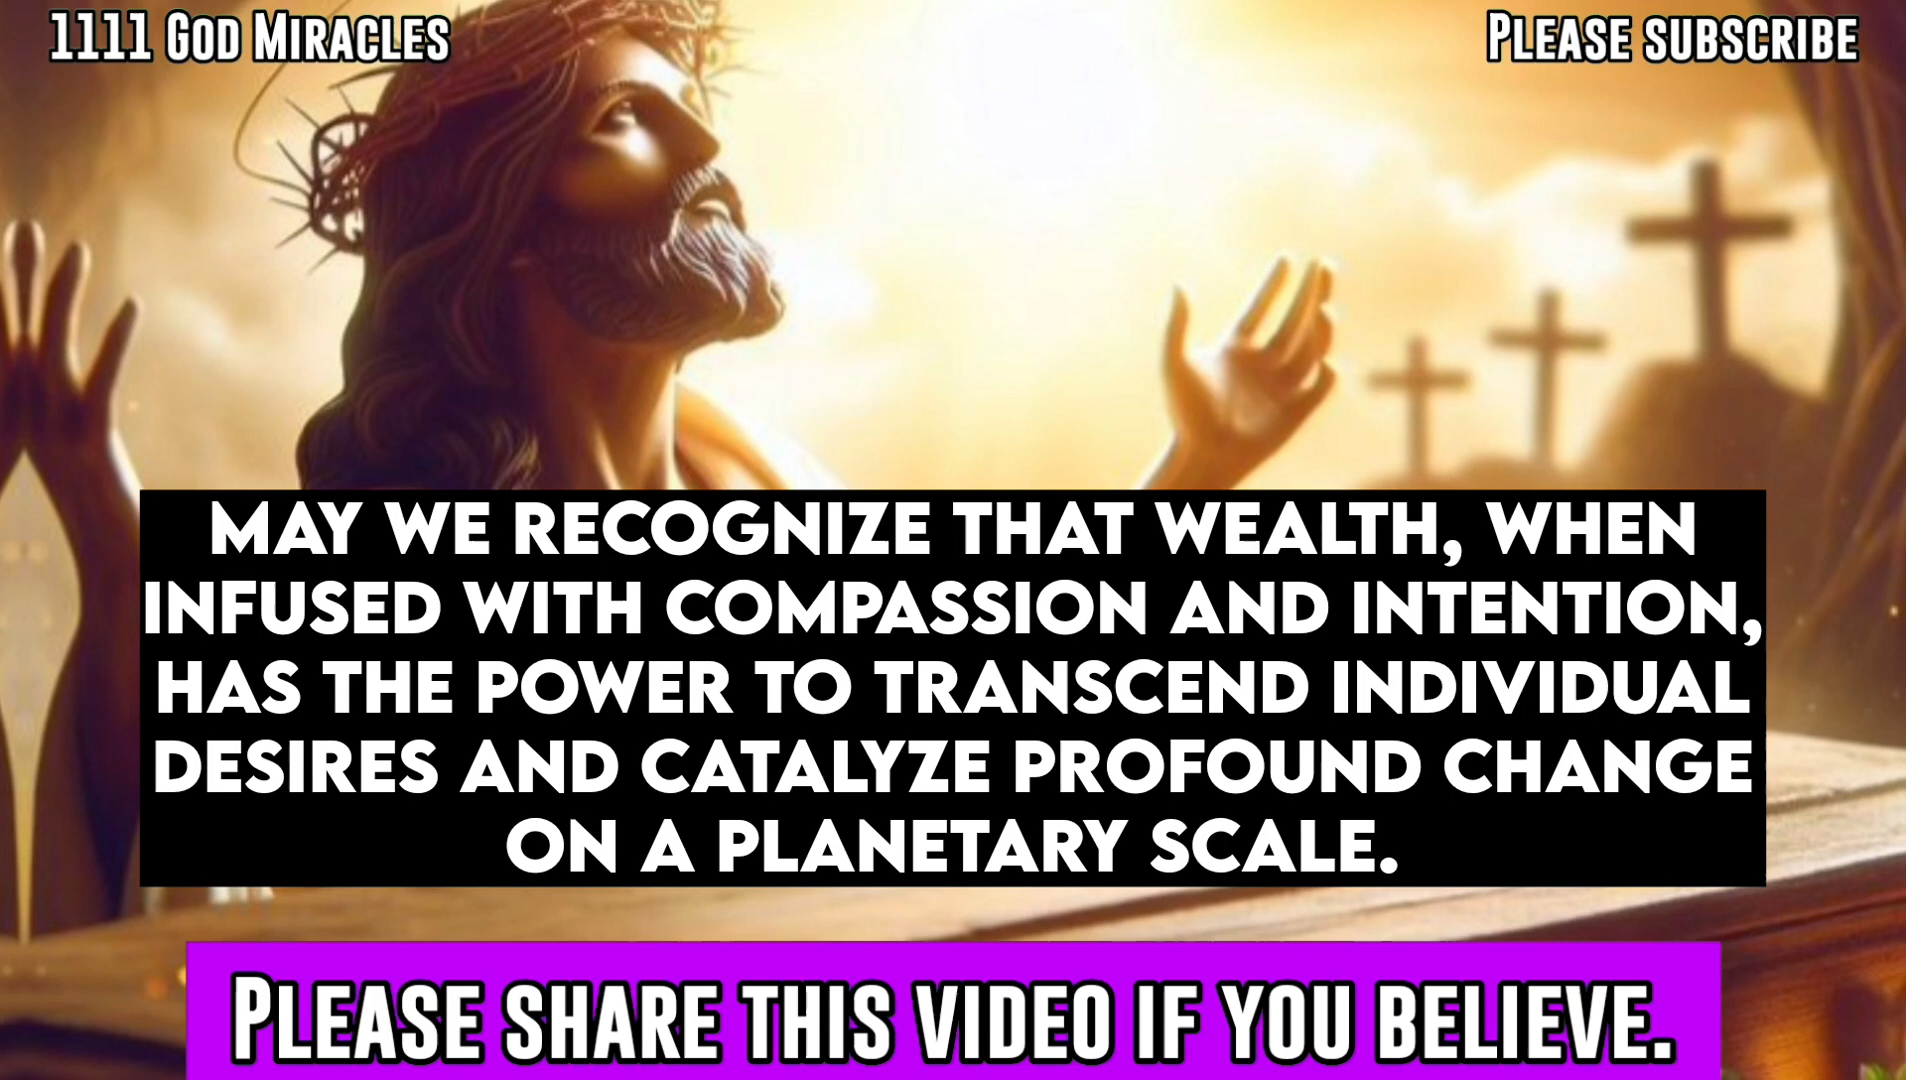 1111 God Miracles
Please subscribe
MAY WE RECOGNIZE THAT WEALTH, WHEN
INFUSED WITH COMPASSION AND INTENTION,
HAS THE POWER TO TRANSCEND INDIVIDUAL
DESIRES AND CATALYZE PROFOUND CHANGE
ON A PLANETARY SCALE.
Please share this video if you believe.